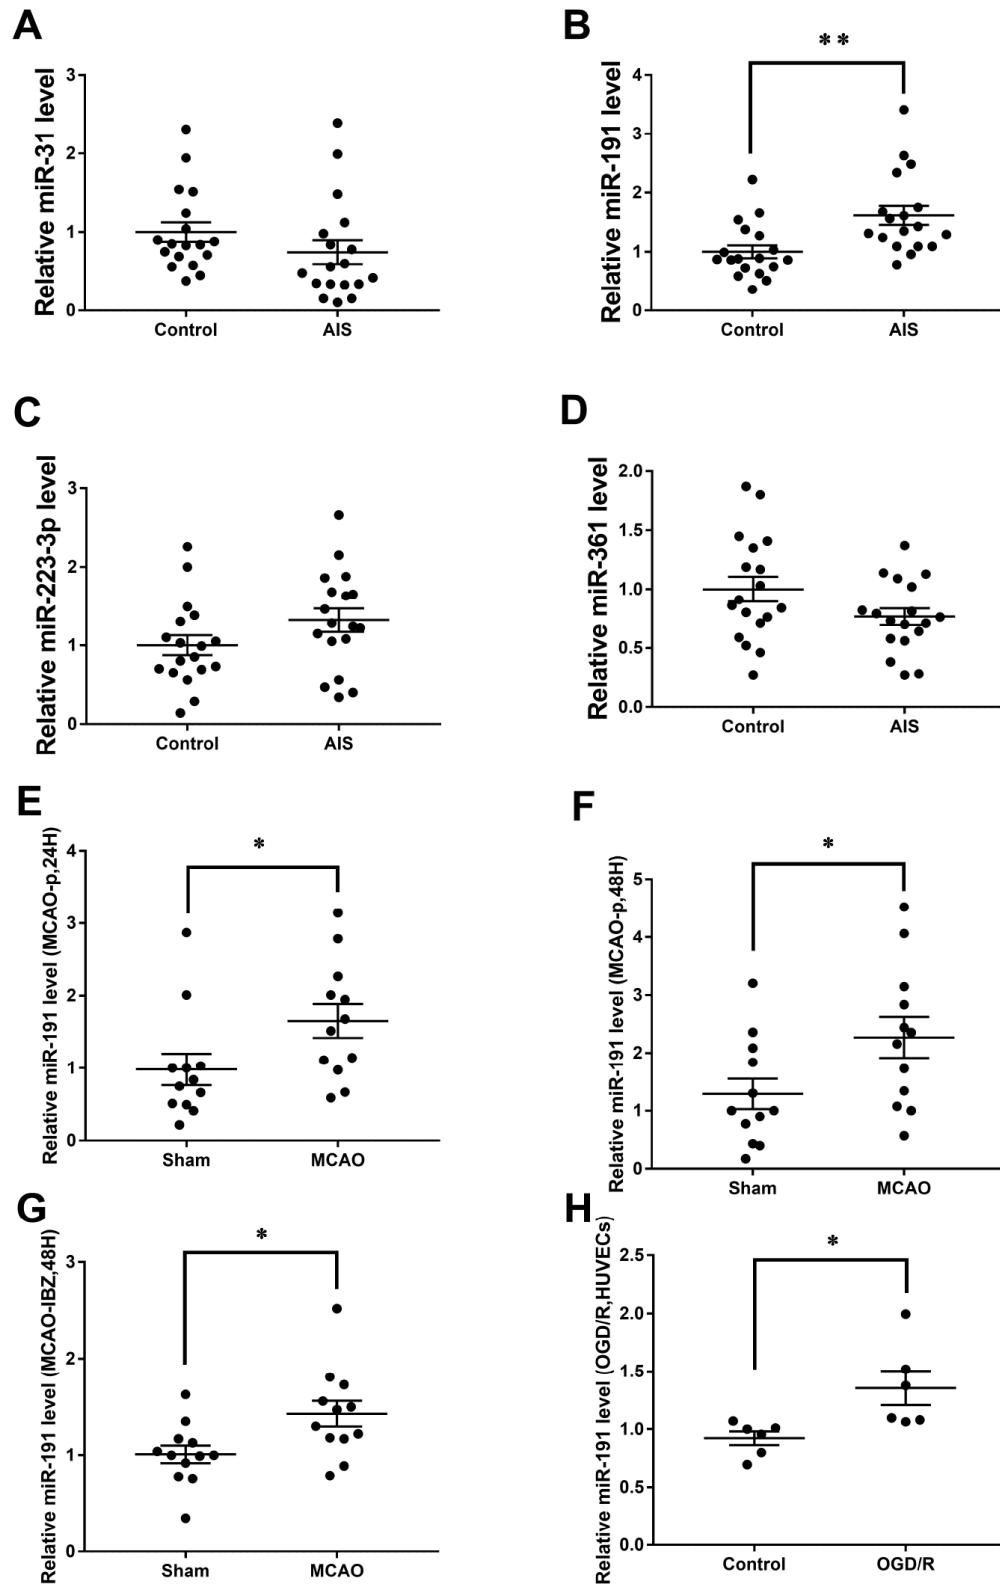 A
Relative miR-31 level
3
2
1
0
Control
AIS
B
**
Relative miR-191 level
4
3
2
1
0
Control
AIS
C
Relative miR-223-3p level
3
2
1
0
Control
AIS
D
Relative miR-361 level
2.0
1.5
1.0
0.5
0.0
Control
AIS
E
*
Relative miR-191 level (MCAO-p,24H)
4
3
2
1
0
Sham
MCAO
F
*
Relative miR-191 level (MCAO-p,48H)
5
4
3
2
1
0
Sham
MCAO
G
*
Relative miR-191 level (MCAO-IBZ,48H)
3
2
1
0
Sham
MCAO
H
*
Relative miR-191 level (OGD/R,HUVECs)
2.5
2.0
1.5
1.0
0.5
0.0
Control
OGD/R